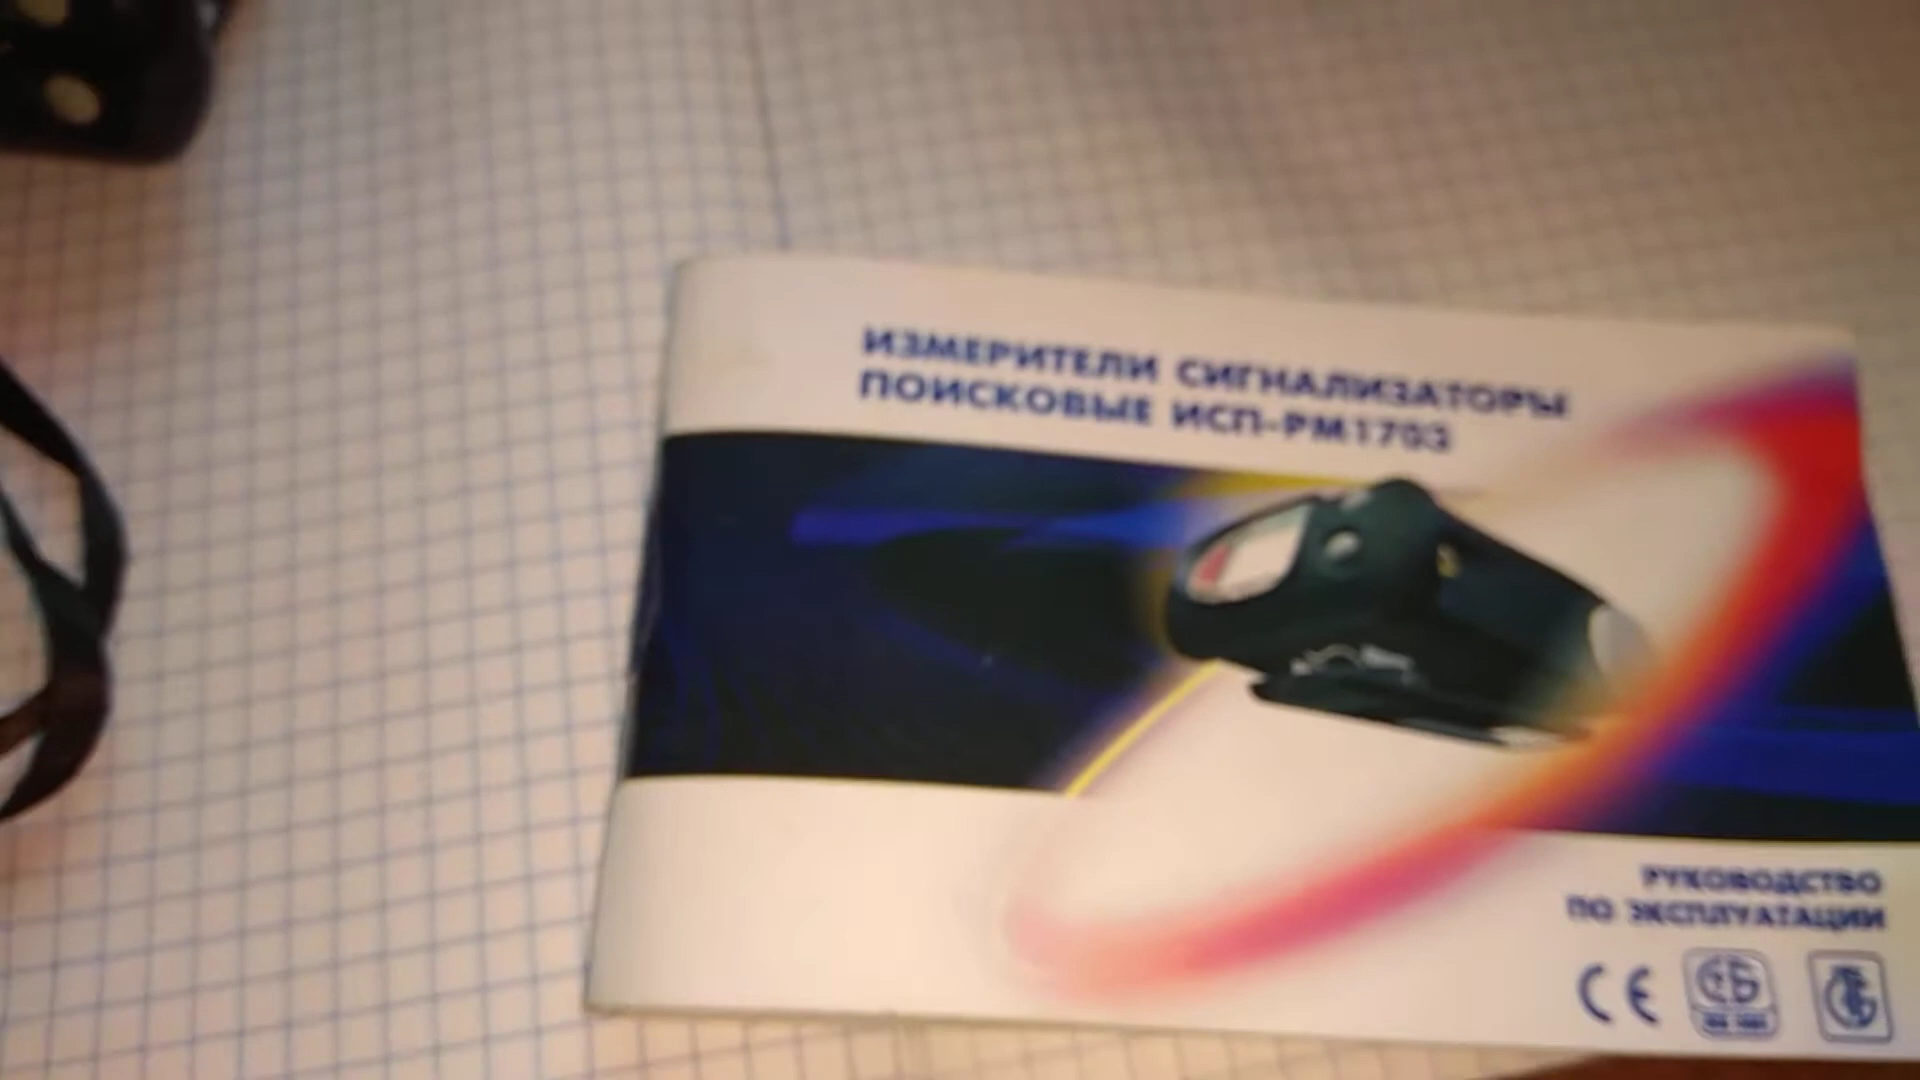 ИЗМЕРИТЕЛИ СИГНАЛИЗАТОРЫ
ПОИСКОВЫЕ ИСП-РМ1703
РУКОВОДСТВО
ПО ЭКСПЛУАТАЦИИ
CE